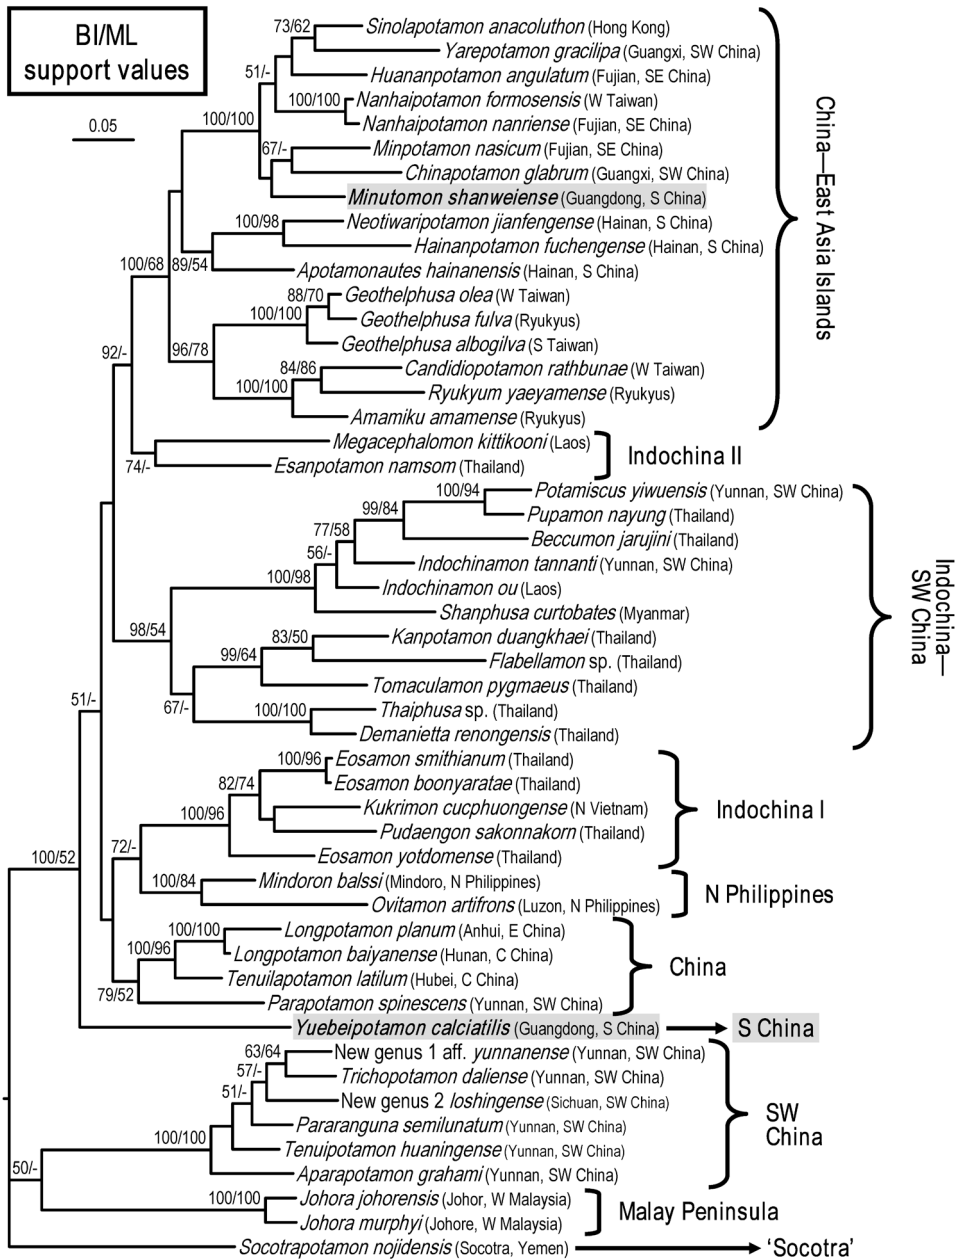 BI/ML
support values
0.05
73/62
Sinolapotamon anacoluthon (Hong Kong)
Yarepotamon gracilipa (Guangxi, SW China)
51/-
Huananpotamon angulatum (Fujian, SE China)
100/100
Nanhaipotamon formosensis (W Taiwan)
Nanhaipotamon nanriense (Fujian, SE China)
100/100
67/-
Minpotamon nasicum (Fujian, SE China)
Chinapotamon glabrum (Guangxi, SW China)
Minutomon shanweiense (Guangdong, S China)
100/98
Neotiwaripotamon jianfengense (Hainan, S China)
Hainanpotamon fuchengense (Hainan, S China)
100/68
89/54
Apotamonautes hainanensis (Hainan, S China)
88/70
Geothelphusa olea (W Taiwan)
100/100
Geothelphusa fulva (Ryukyus)
Geothelphusa albogilva (S Taiwan)
92/-
96/78
84/86
Candidiopotamon rathbunae (W Taiwan)
100/100
Ryukyum yaeyamense (Ryukyus)
Amamiku amamense (Ryukyus)
China—East Asia Islands
Megacephalomon kittikooni (Laos)
74/-
Esanpotamon namsom (Thailand)
Indochina II
100/94
Potamiscus yiwuensis (Yunnan, SW China)
99/84
Pupamon nayung (Thailand)
77/58
Beccumon jarujini (Thailand)
56/-
Indochinamon tannanti (Yunnan, SW China)
100/98
Indochinamon ou (Laos)
Shanphusa curtobates (Myanmar)
98/54
83/50
Kanpotamon duangkhaei (Thailand)
99/64
Flabellamon sp. (Thailand)
Tomaculamon pygmaeus (Thailand)
67/-
100/100
Thaiphusa sp. (Thailand)
Demanietta renongensis (Thailand)
Indochina—
SW China
51/-
100/96
Eosamon smithianum (Thailand)
82/74
Eosamon boonyaratae (Thailand)
100/96
Kukrimon cucphuongense (N Vietnam)
Pudaengon sakonnakorn (Thailand)
72/-
Eosamon yotdomense (Thailand)
Indochina I
100/52
100/84
Mindoron balssi (Mindoro, N Philippines)
Ovitamon artifrons (Luzon, N Philippines)
N Philippines
100/100
Longpotamon planum (Anhui, E China)
100/96
Longpotamon baiyanense (Hunan, C China)
Tenuilapotamon latilum (Hubei, C China)
79/52
Parapotamon spinescens (Yunnan, SW China)
China
Yuebeipotamon calciatilis (Guangdong, S China)
S China
63/64
New genus 1 aff. yunnanense (Yunnan, SW China)
57/-
Trichopotamon daliense (Yunnan, SW China)
51/-
New genus 2 loshingense (Sichuan, SW China)
Pararanguna semilunatum (Yunnan, SW China)
100/100
Tenuipotamon huaningense (Yunnan, SW China)
Aparapotamon grahami (Yunnan, SW China)
SW
China
50/-
100/100
Johora johorensis (Johor, W Malaysia)
Johora murphyi (Johore, W Malaysia)
Malay Peninsula
Socotrapotamon nojidensis (Socotra, Yemen)
‘Socotra’